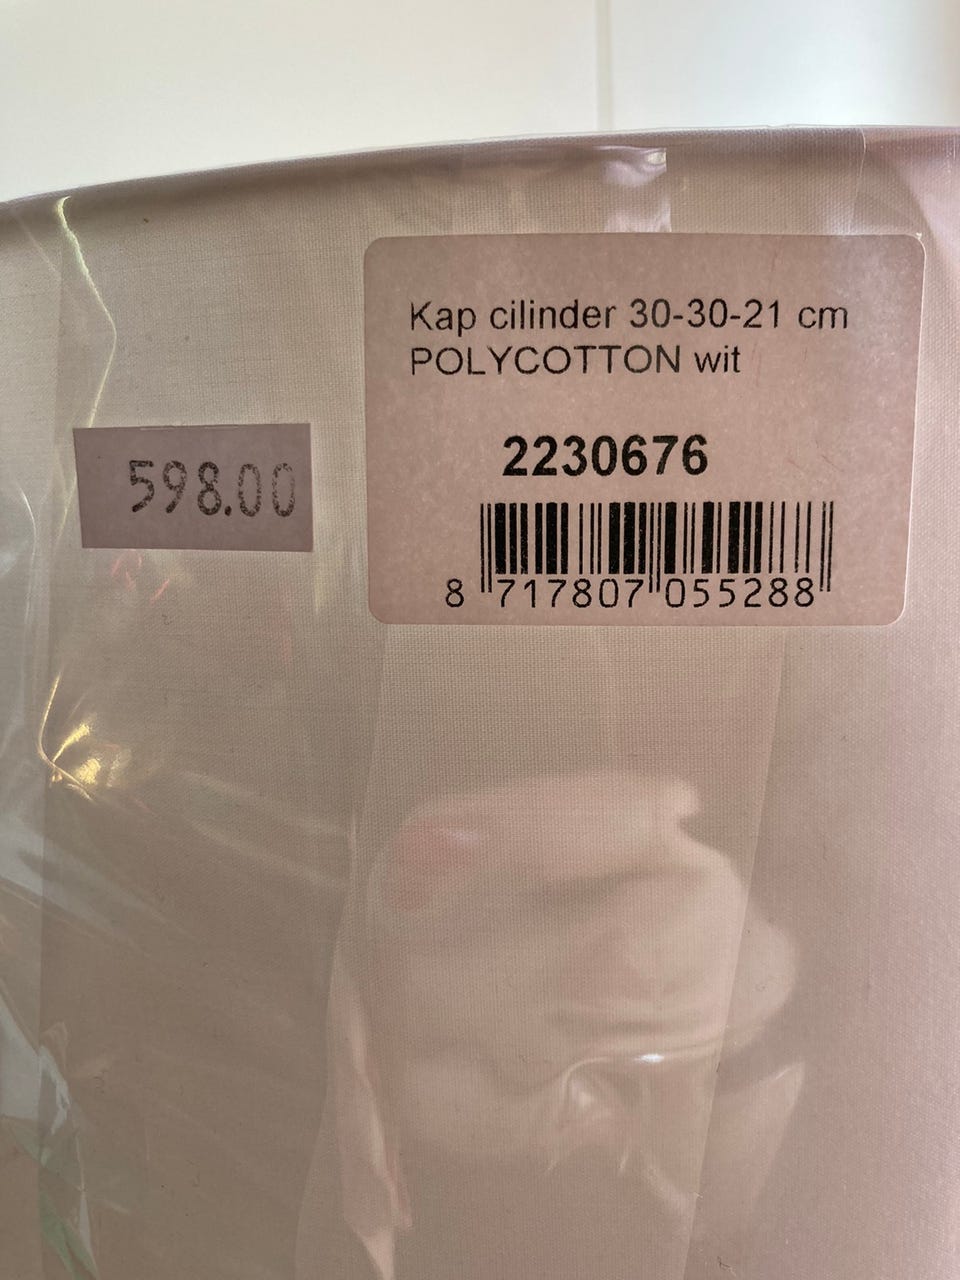 Kap cilinder 30-30-21 cm
POLYCOTTON wit
2230676
8 717807 055288
598.00